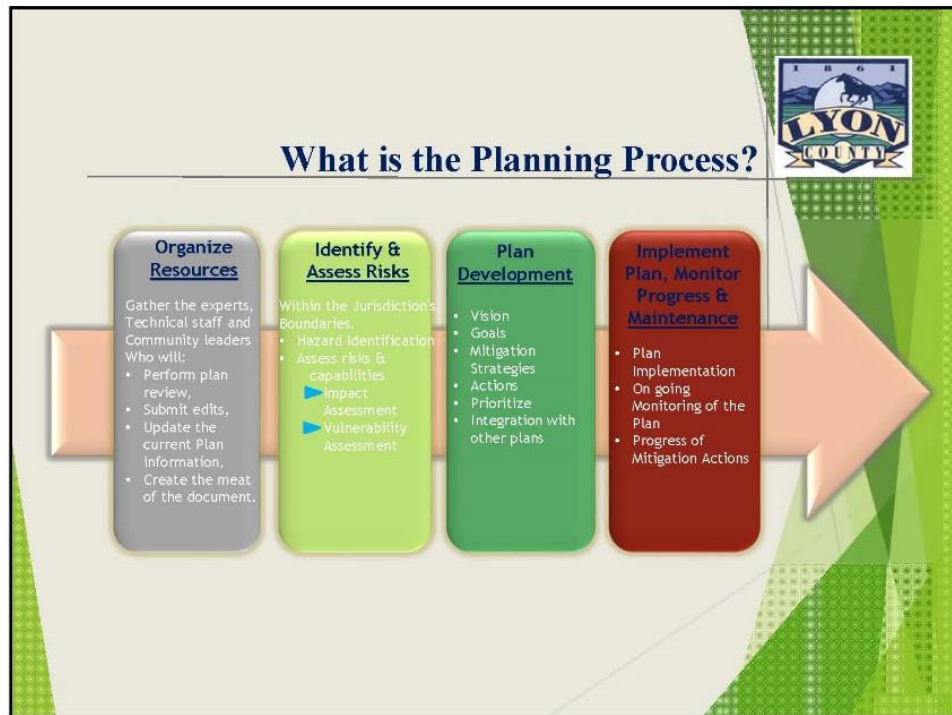 1861
LYON
COUNTY
What is the Planning Process?
Organize
Resources
Gather the experts,
Technical staff and
Community leaders
Who will:
• Perform plan
review,
• Submit edits,
• Update the
current Plan
information,
• Create the meat
of the document.
Identify &
Assess Risks
Within the Jurisdiction's
Boundaries.
• Hazard Identification
• Assess risks &
capabilities
Impact
Assessment
Vulnerability
Assessment
Plan
Development
• Vision
• Goals
• Mitigation
Strategies
• Actions
• Prioritize
• Integration with
other plans
Implement
Plan, Monitor
Progress &
Maintenance
• Plan
Implementation
• On going
Monitoring of the
Plan
• Progress of
Mitigation Actions